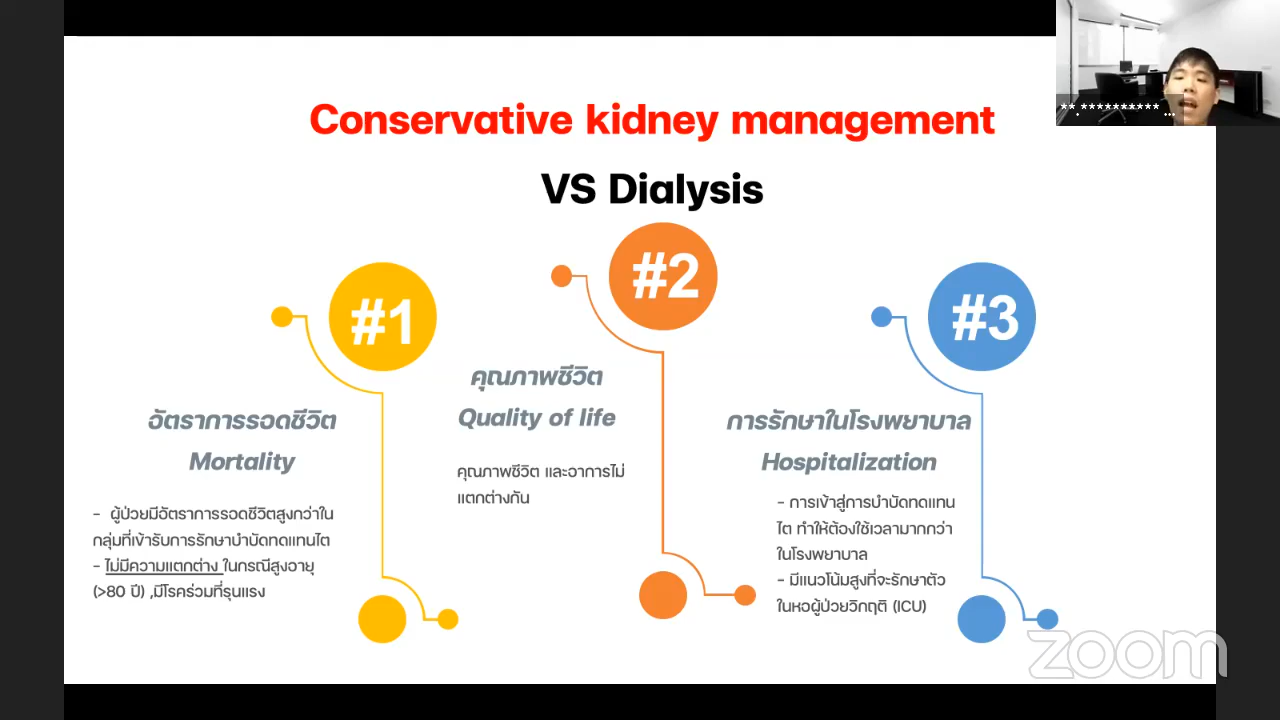 Conservative kidney management
VS Dialysis
#1
อัตราการรอดชีวิต
Mortality
- ผู้ป่วยมีอัตราการรอดชีวิตสูงกว่าใน
กลุ่มที่เข้ารับการรักษาบำบัดทดแทนไต
- ไม่มีความแตกต่าง ในกรณีสูงอายุ
(>80 ปี) ,มีโรคร่วมที่รุนแรง
#2
คุณภาพชีวิต
Quality of life
คุณภาพชีวิต และอาการไม่
แตกต่างกัน
#3
การรักษาในโรงพยาบาล
Hospitalization
- การเข้าสู่การบำบัดทดแทน
ไต ทำให้ต้องใช้เวลามากกว่า
ในโรงพยาบาล
- มีแนวโน้มสูงที่จะรักษาตัว
ในหอผู้ป่วยวิกฤติ (ICU)
zoom